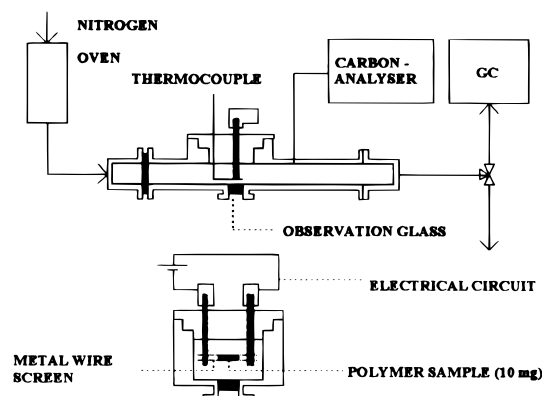 NITROGEN
OVEN
THERMOCOUPLE
CARBON -
ANALYSER
GC
OBSERVATION GLASS
ELECTRICAL CIRCUIT
METAL WIRE
SCREEN
POLYMER SAMPLE (10 mg)